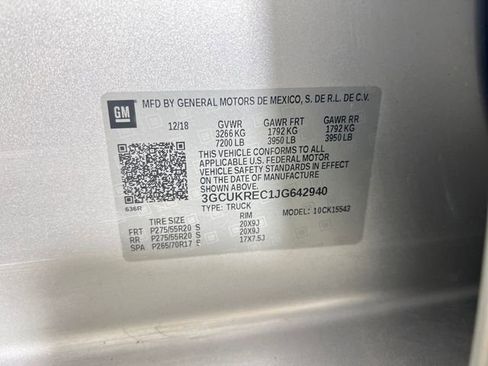 GM
MFD BY GENERAL MOTORS DE MEXICO, S. DE R.L. DE C.V.
12/18 GVWR GAWR FRT GAWR RR
3266 KG 1792 KG 1792 KG
7200 LB 3950 LB 3950 LB
THIS VEHICLE CONFORMS TO ALL
APPLICABLE U.S. FEDERAL MOTOR
VEHICLE SAFETY STANDARDS IN EFFECT
ON THE DATE OF MANUFACTURE
3GCUKREC1JG642940
636R TYPE: TRUCK MODEL: 10CK15543
TIRE SIZE RIM
FRT P275/55R20 S 20X9J
RR P275/55R20 S 20X9J
SPA P265/70R17 S 17X7.5J